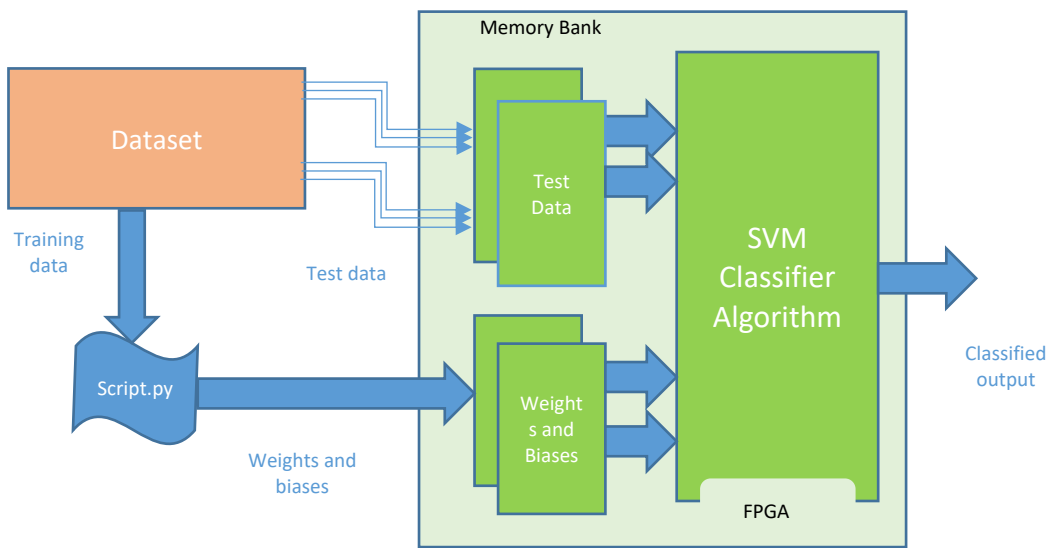 Memory Bank
Dataset
Test
Data
Training
data
Test data
SVM
Classifier
Algorithm
Script.py
Weight
s and
Biases
Classified
output
Weights and
biases
FPGA